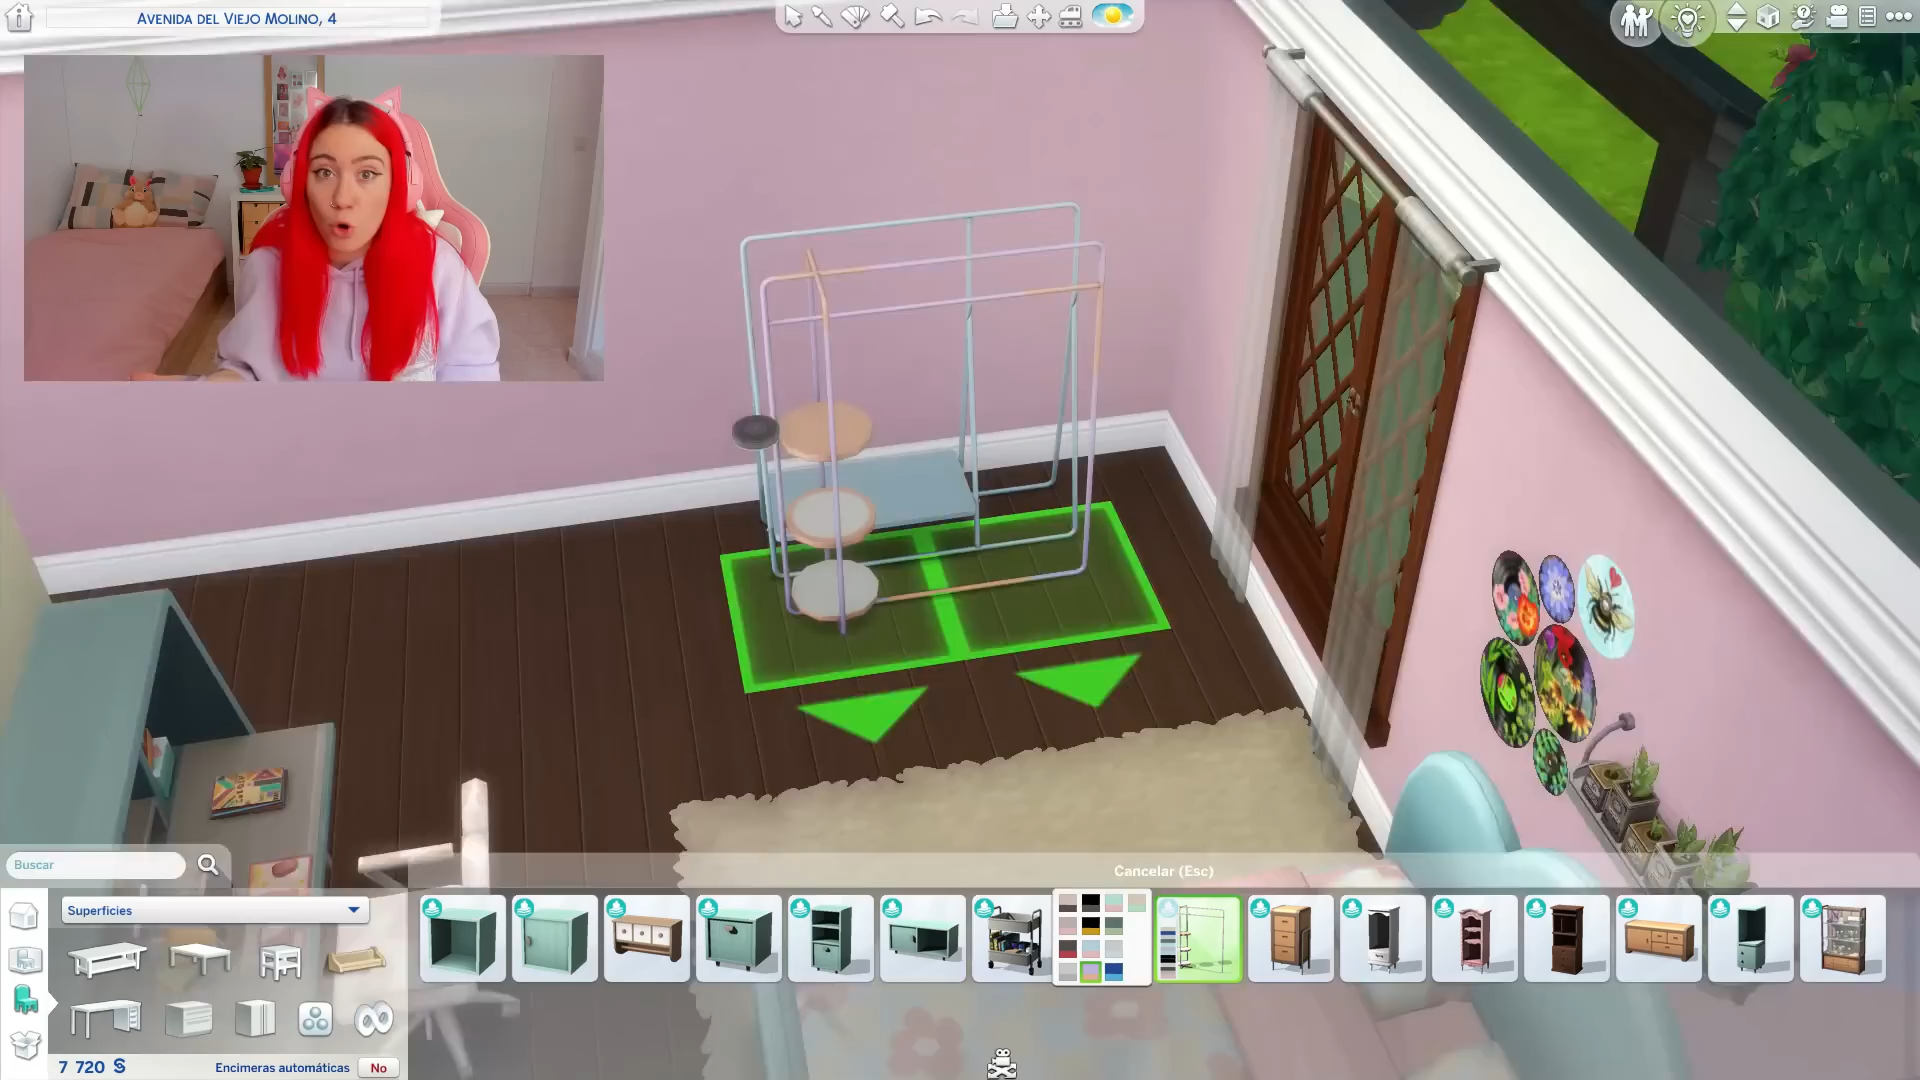 Avenida del Viejo Molino, 4
Buscar
Cancelar (Esc)
Superficies
7 720 §
Encimeras automáticas
No